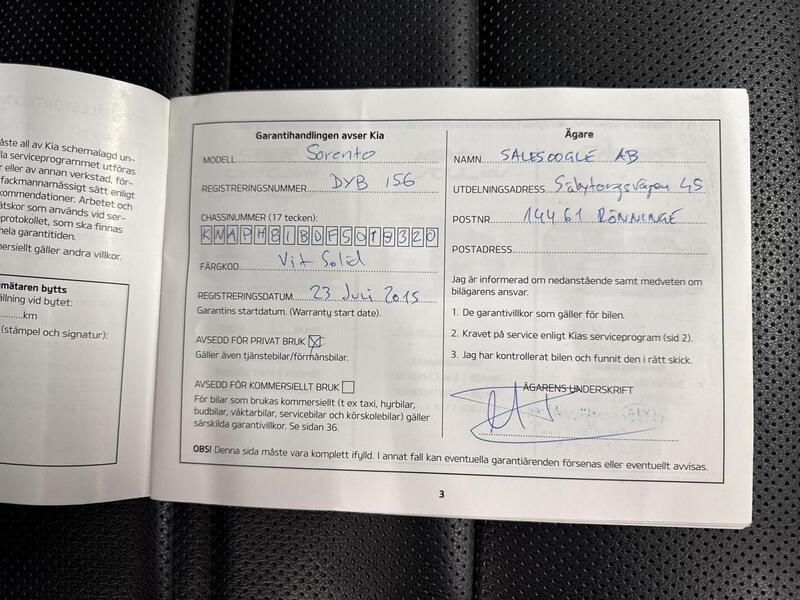 åste all av Kia schemalagd un-
la serviceprogrammet utföras
r eller av annan verkstad, för-
fackmannamässigt sätt enligt
kommendationer. Arbetet och
ätskor som används vid ser-
protokollet, som ska finnas
hela garantitiden.
mersiellt gäller andra villkor.
mätaren bytts
llning vid bytet:
..........km
(stämpel och signatur):
Garantihandlingen avser Kia
MODELL Sorento
REGISTRERINGSNUMMER DYB 156
CHASSINUMMER (17 tecken):
KNAPH81BDF5019320
FÄRGKOD Vit Solid
REGISTRERINGSDATUM 23 Juli 2015
Garantins startdatum. (Warranty start date).
AVSEDD FÖR PRIVAT BRUK ☒
Gäller även tjänstebilar/förmånsbilar.
AVSEDD FÖR KOMMERSIELLT BRUK ☐
För bilar som brukas kommersiellt (t ex taxi, hyrbilar,
budbilar, väktarbilar, servicebilar och körskolebilar) gäller
särskilda garantivillkor. Se sidan 36.
Ägare
NAMN SALESOOGLE AB
UTDELNINGSADRESS Säbytorgsvägen 45
POSTNR 144 61 RÖNNINGE
POSTADRESS
Jag är informerad om nedanstående samt medveten om
bilägarens ansvar.
1. De garantivillkor som gäller för bilen.
2. Kravet på service enligt Kias serviceprogram (sid 2).
3. Jag har kontrollerat bilen och funnit den i rätt skick.
ÄGARENS UNDERSKRIFT
OBS! Denna sida måste vara komplett ifylld. I annat fall kan eventuella garantiärenden försenas eller eventuellt avvisas.
3